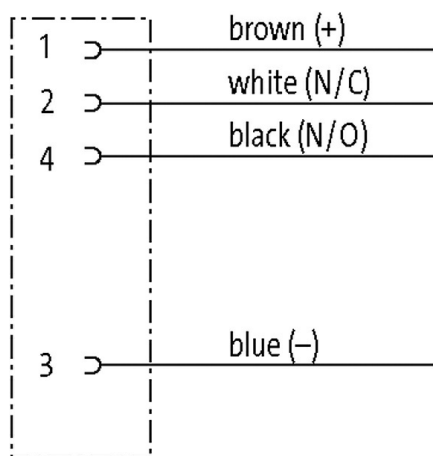 1 brown (+)
2 white (N/C)
4 black (N/O)
3 blue (–)